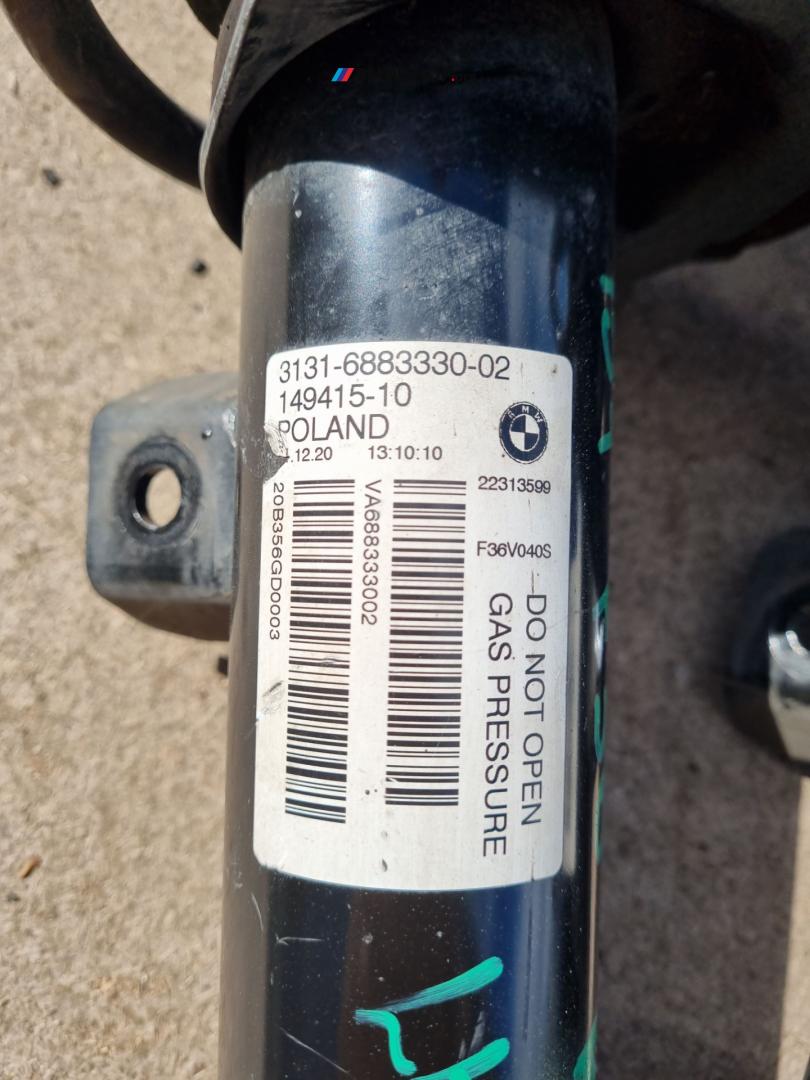 3131-6883330-02
149415-10
POLAND
.12.20 13:10:10
BMW
22313599
F36V040S
20B356GD0003
VA688333002
DO NOT OPEN
GAS PRESSURE